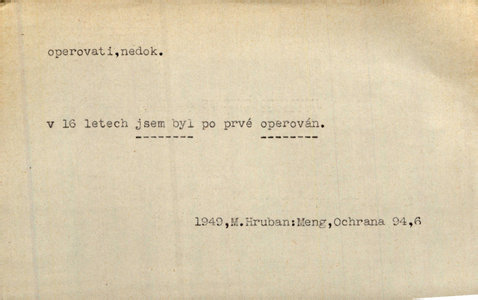 operovati,nedok.
v 16 letech jsem byl po prvé operován.
1949,M.Hruban:Meng,Ochrana 94,6